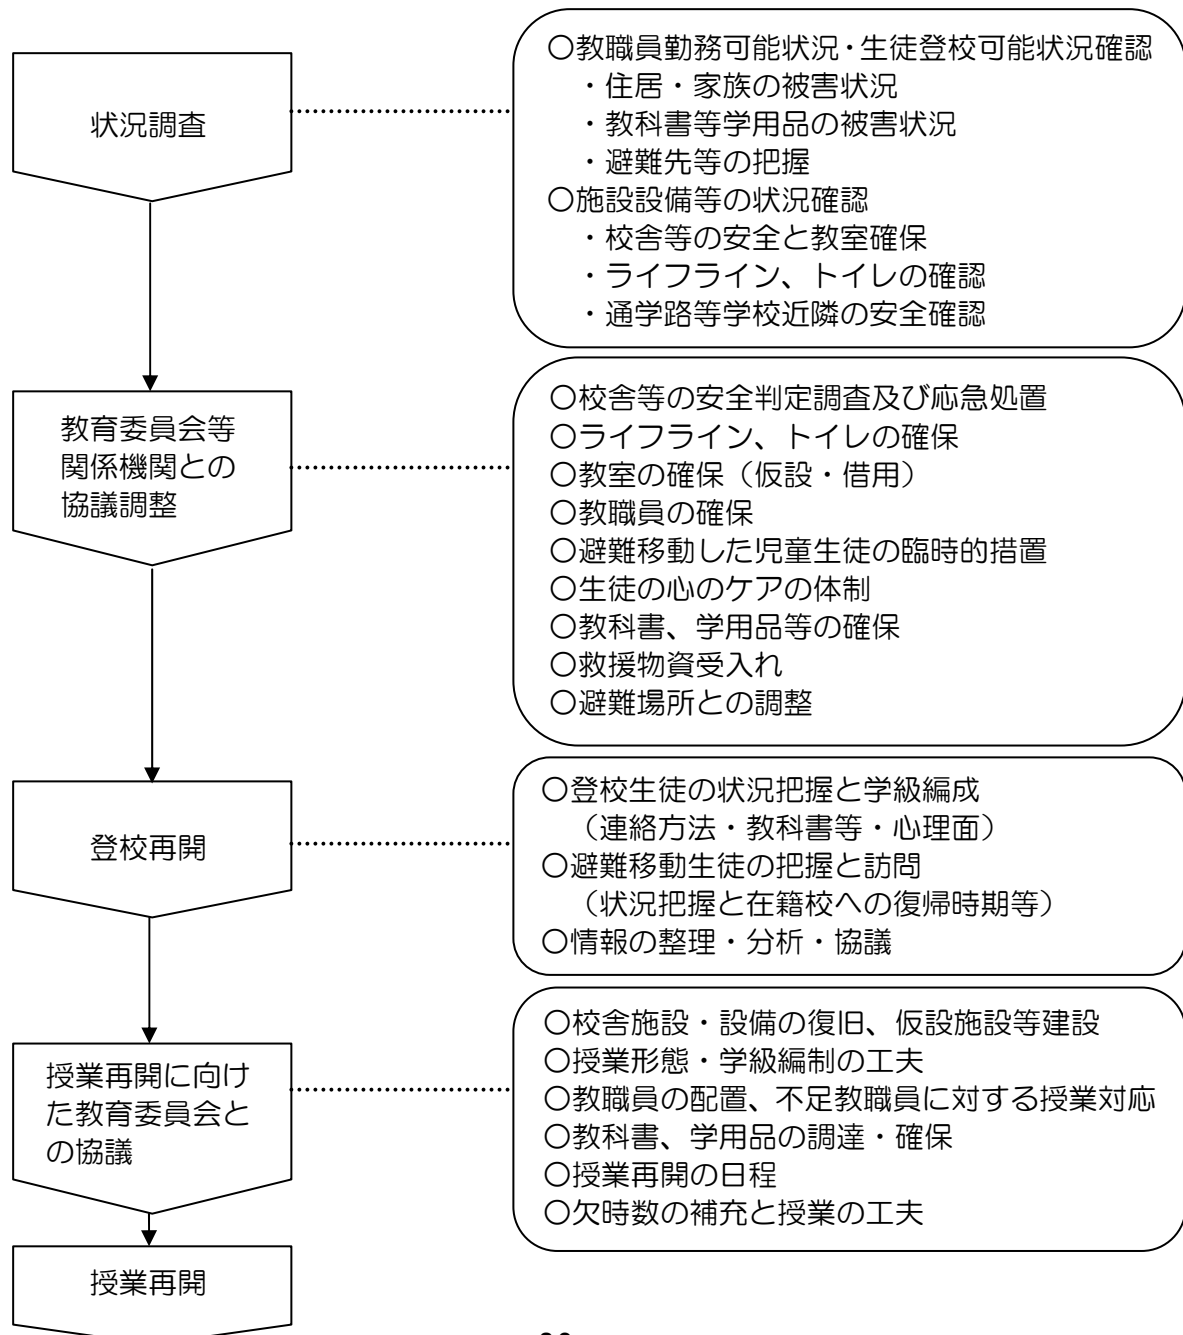 状況調査
○教職員勤務可能状況・生徒登校可能状況確認
・住居・家族の被害状況
・教科書等学用品の被害状況
・避難先等の把握
○施設設備等の状況確認
・校舎等の安全と教室確保
・ライフライン、トイレの確認
・通学路等学校近隣の安全確認
教育委員会等
関係機関との
協議調整
○校舎等の安全判定調査及び応急処置
○ライフライン、トイレの確保
○教室の確保（仮設・借用）
○教職員の確保
○避難移動した児童生徒の臨時的措置
○生徒の心のケアの体制
○教科書、学用品等の確保
○救援物資受入れ
○避難場所との調整
登校再開
○登校生徒の状況把握と学級編成
（連絡方法・教科書等・心理面）
○避難移動生徒の把握と訪問
（状況把握と在籍校への復帰時期等）
○情報の整理・分析・協議
授業再開に向け
た教育委員会と
の協議
○校舎施設・設備の復旧、仮設施設等建設
○授業形態・学級編制の工夫
○教職員の配置、不足教職員に対する授業対応
○教科書、学用品の調達・確保
○授業再開の日程
○欠時数の補充と授業の工夫
授業再開